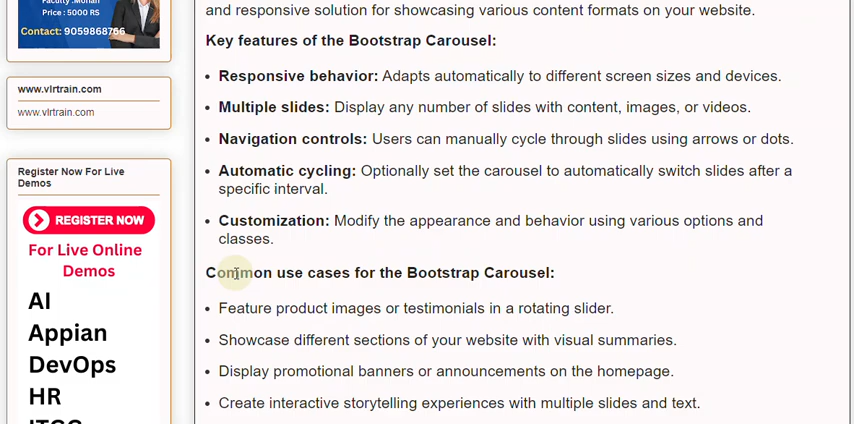 Faculty :Mohan
Price : 5000 RS
Contact: 9059868766
www.vlrtrain.com
www.vlrtrain.com
Register Now For Live
Demos
REGISTER NOW
For Live Online
Demos
AI
Appian
DevOps
HR
ITCC
and responsive solution for showcasing various content formats on your website.
Key features of the Bootstrap Carousel:
• Responsive behavior: Adapts automatically to different screen sizes and devices.
• Multiple slides: Display any number of slides with content, images, or videos.
• Navigation controls: Users can manually cycle through slides using arrows or dots.
• Automatic cycling: Optionally set the carousel to automatically switch slides after a
specific interval.
• Customization: Modify the appearance and behavior using various options and
classes.
Common use cases for the Bootstrap Carousel:
• Feature product images or testimonials in a rotating slider.
• Showcase different sections of your website with visual summaries.
• Display promotional banners or announcements on the homepage.
• Create interactive storytelling experiences with multiple slides and text.